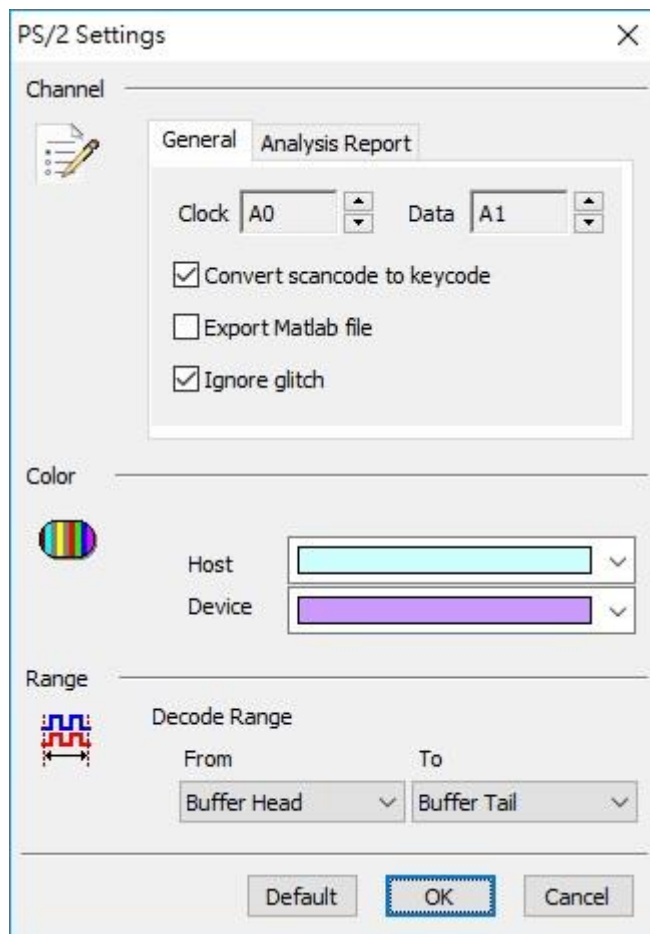 PS/2 Settings
Channel
General Analysis Report
Clock A0 Data A1
Convert scancode to keycode
Export Matlab file
Ignore glitch
Color
Host
Device
Range
Decode Range
From To
Buffer Head Buffer Tail
Default OK Cancel